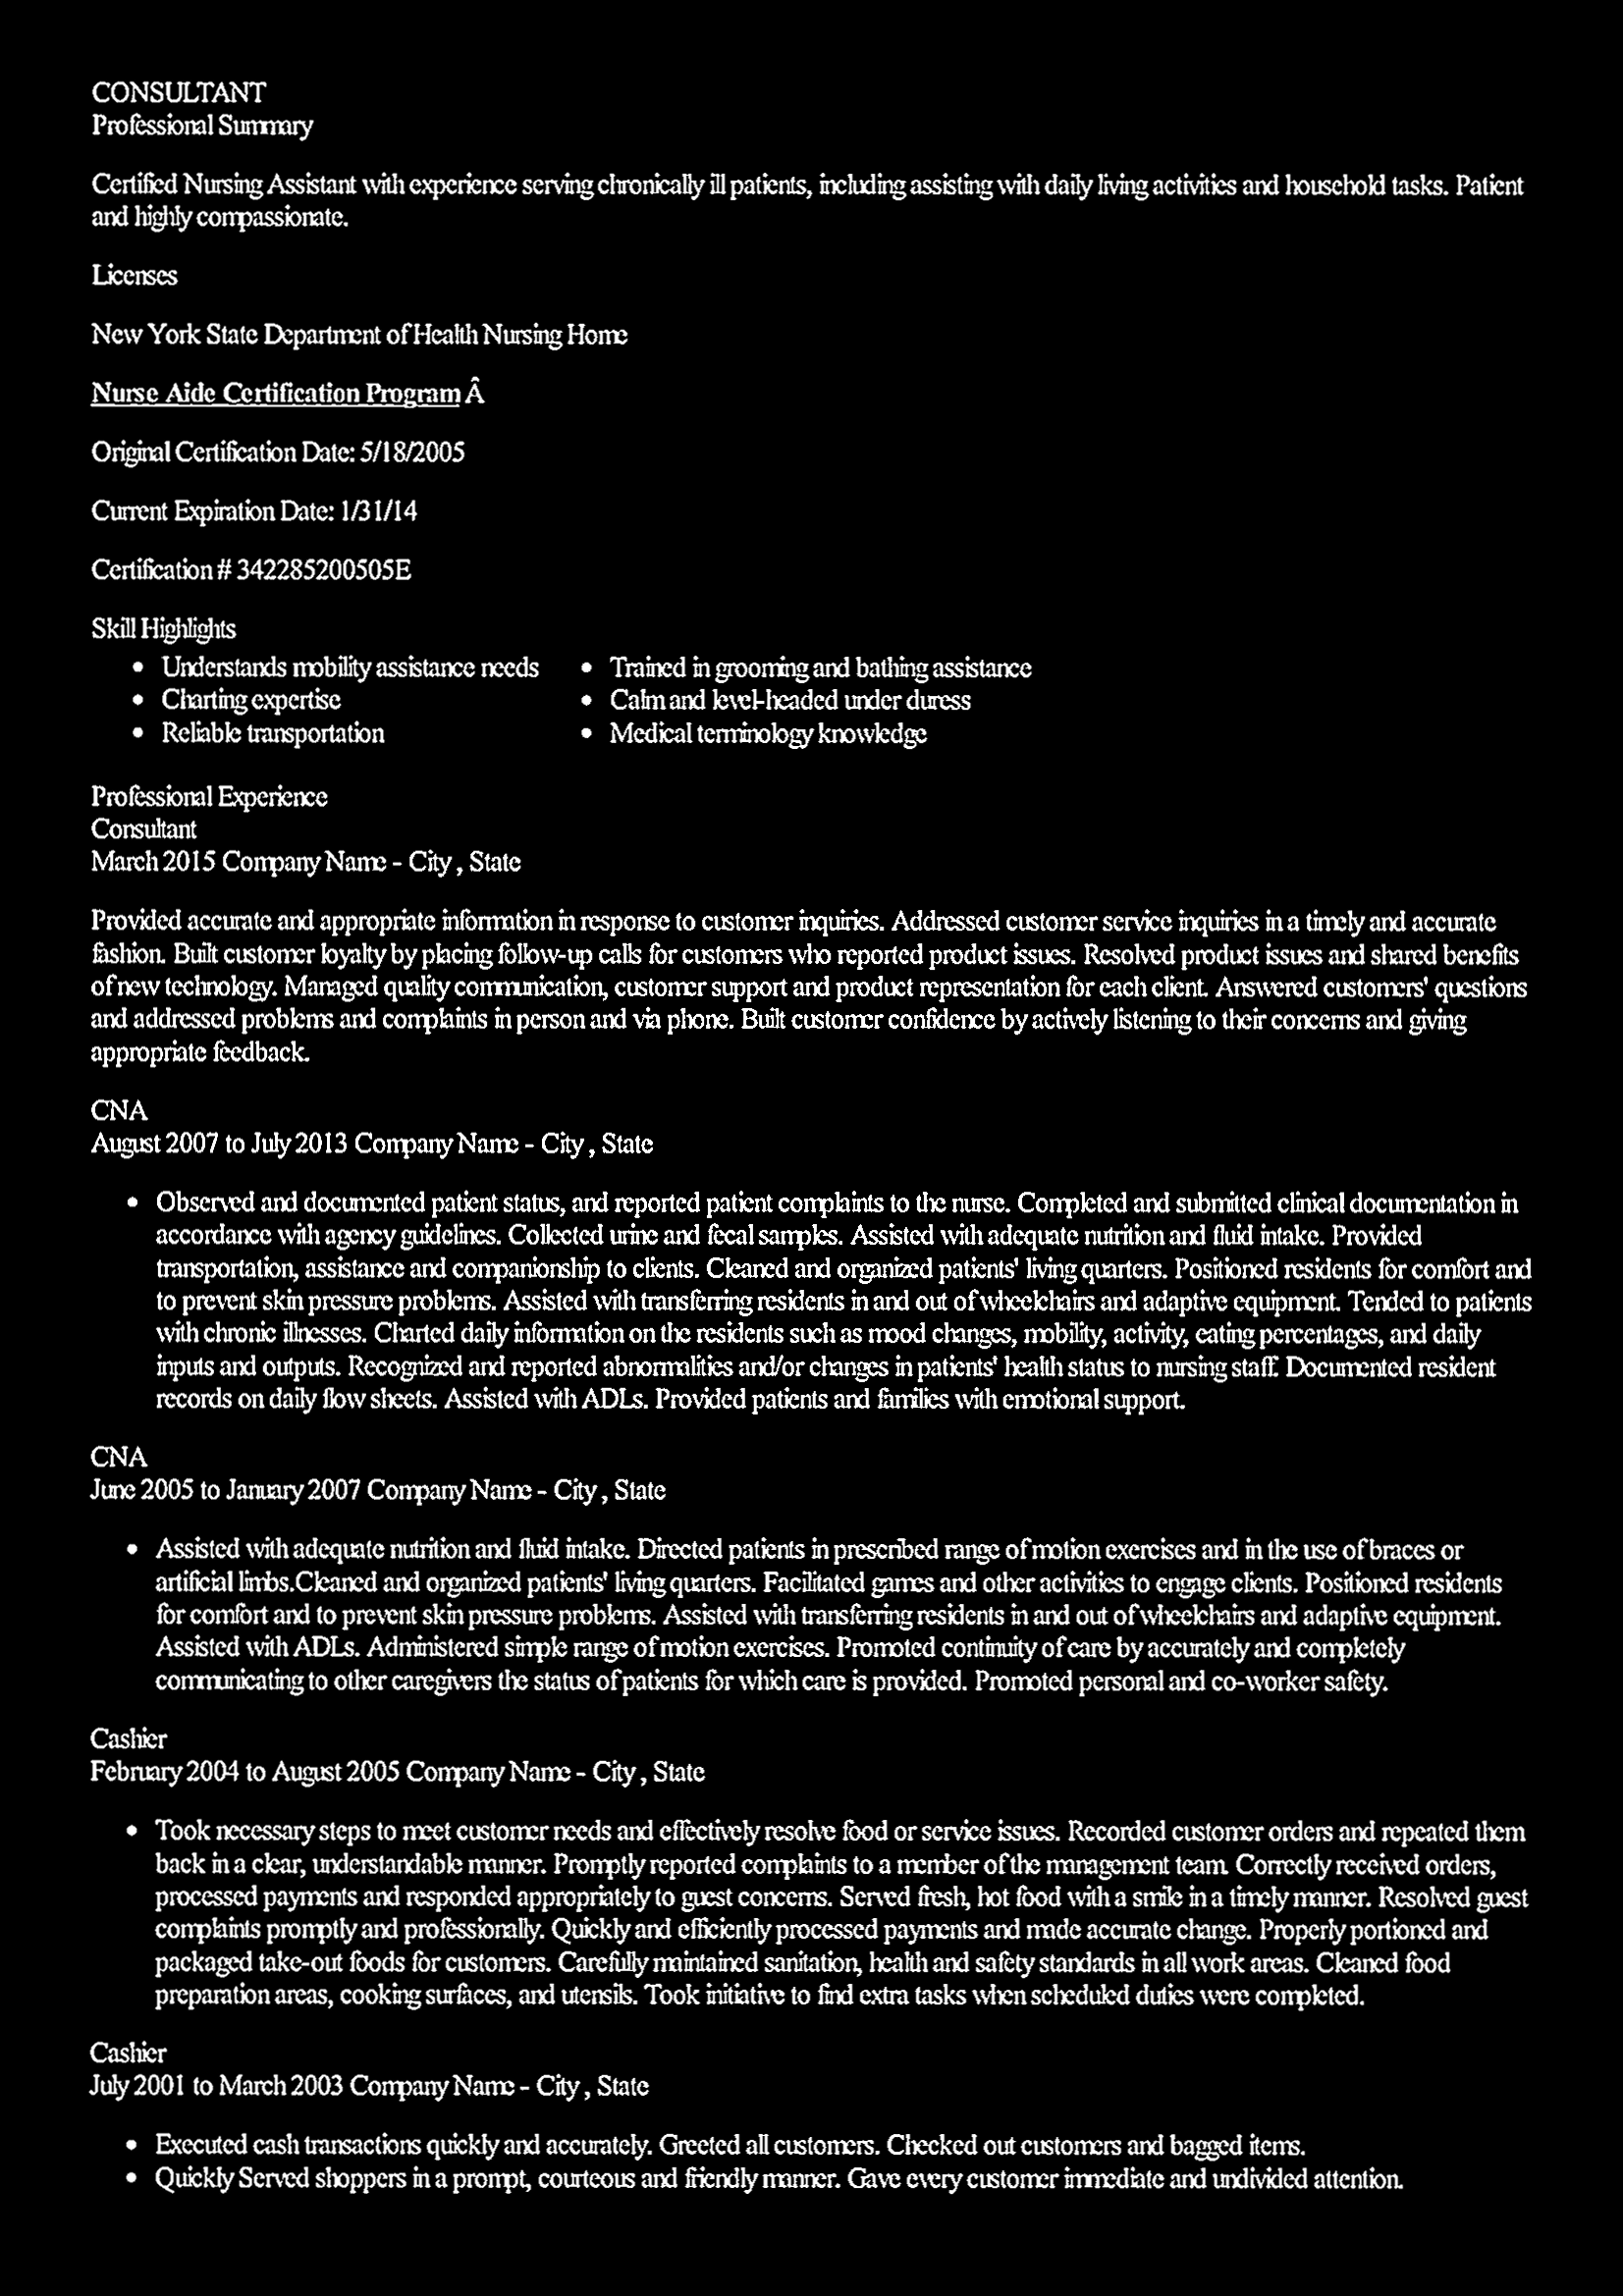 CONSULTANT
Professional Summary
Certified Nursing Assistant with experience serving chronically ill patients, including assisting with daily living activities and household tasks. Patient
and highly compassionate.
Licenses
New York State Department of Health Nursing Home
Nurse Aide Certification Program Â
Original Certification Date: 5/18/2005
Current Expiration Date: 1/31/14
Certification # 342285200505E
Skill Highlights
• Understands mobility assistance needs
• Charting expertise
• Reliable transportation
• Trained in grooming and bathing assistance
• Calm and level-headed under duress
• Medical terminology knowledge
Professional Experience
Consultant
March 2015 Company Name - City , State
Provided accurate and appropriate information in response to customer inquiries. Addressed customer service inquiries in a timely and accurate
fashion. Built customer loyalty by placing follow-up calls for customers who reported product issues. Resolved product issues and shared benefits
of new technology. Managed quality communication, customer support and product representation for each client. Answered customers' questions
and addressed problems and complaints in person and via phone. Built customer confidence by actively listening to their concerns and giving
appropriate feedback.
CNA
August 2007 to July 2013 Company Name - City , State
• Observed and documented patient status, and reported patient complaints to the nurse. Completed and submitted clinical documentation in
accordance with agency guidelines. Collected urine and fecal samples. Assisted with adequate nutrition and fluid intake. Provided
transportation, assistance and companionship to clients. Cleaned and organized patients' living quarters. Positioned residents for comfort and
to prevent skin pressure problems. Assisted with transferring residents in and out of wheelchairs and adaptive equipment. Tended to patients
with chronic illnesses. Charted daily information on the residents such as mood changes, mobility, activity, eating percentages, and daily
inputs and outputs. Recognized and reported abnormalities and/or changes in patients' health status to nursing staff. Documented resident
records on daily flow sheets. Assisted with ADLs. Provided patients and families with emotional support.
CNA
June 2005 to January 2007 Company Name - City , State
• Assisted with adequate nutrition and fluid intake. Directed patients in prescribed range of motion exercises and in the use of braces or
artificial limbs.Cleaned and organized patients' living quarters. Facilitated games and other activities to engage clients. Positioned residents
for comfort and to prevent skin pressure problems. Assisted with transferring residents in and out of wheelchairs and adaptive equipment.
Assisted with ADLs. Administered simple range of motion exercises. Promoted continuity of care by accurately and completely
communicating to other caregivers the status of patients for which care is provided. Promoted personal and co-worker safety.
Cashier
February 2004 to August 2005 Company Name - City , State
• Took necessary steps to meet customer needs and effectively resolve food or service issues. Recorded customer orders and repeated them
back in a clear, understandable manner. Promptly reported complaints to a member of the management team. Correctly received orders,
processed payments and responded appropriately to guest concerns. Served fresh, hot food with a smile in a timely manner. Resolved guest
complaints promptly and professionally. Quickly and efficiently processed payments and made accurate change. Properly portioned and
packaged take-out foods for customers. Carefully maintained sanitation, health and safety standards in all work areas. Cleaned food
preparation areas, cooking surfaces, and utensils. Took initiative to find extra tasks when scheduled duties were completed.
Cashier
July 2001 to March 2003 Company Name - City , State
• Executed cash transactions quickly and accurately. Greeted all customers. Checked out customers and bagged items.
• Quickly Served shoppers in a prompt, courteous and friendly manner. Gave every customer immediate and undivided attention.